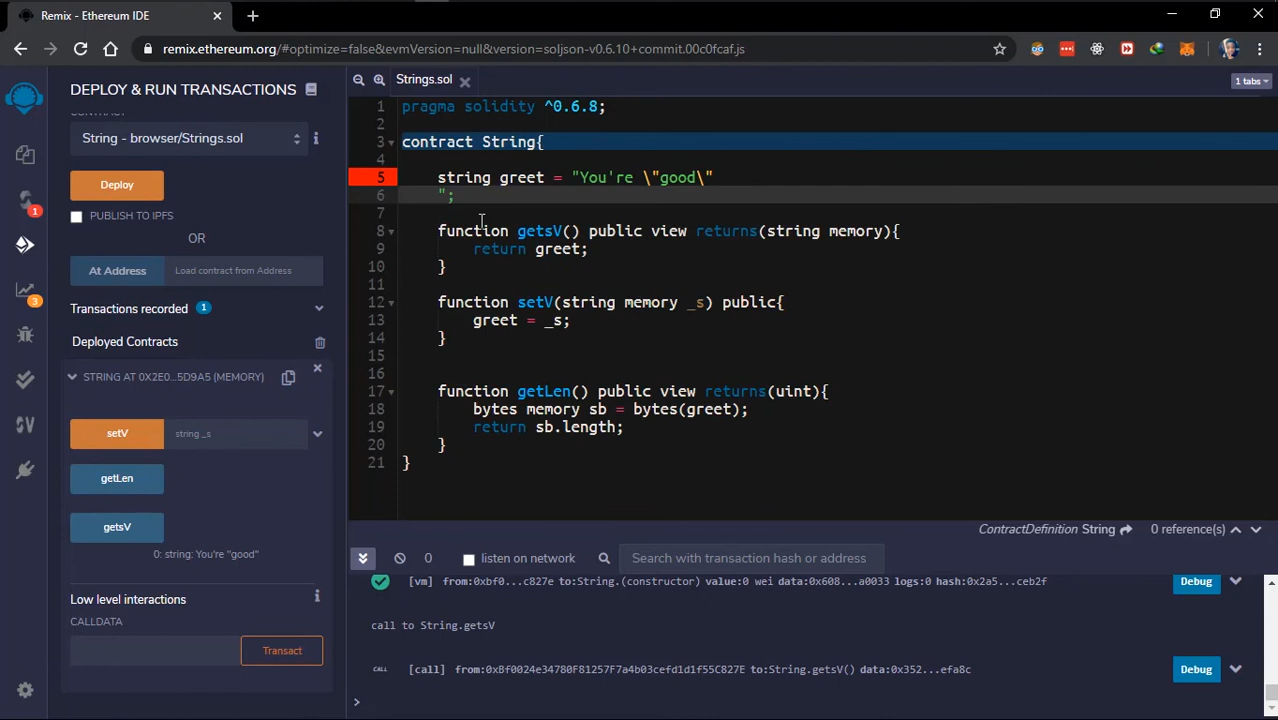 Remix - Ethereum IDE
remix.ethereum.org/#optimize=false&evmVersion=null&version=soljson-v0.6.10+commit.00c0fcaf.js
DEPLOY & RUN TRANSACTIONS
Strings.sol
1 tabs
CONTRACT
String - browser/Strings.sol
Deploy
PUBLISH TO IPFS
OR
At Address Load contract from Address
Transactions recorded 1
Deployed Contracts
STRING AT 0X2E0...5D9A5 (MEMORY)
setV string _s
getLen
getsV
0: string: You're "good"
Low level interactions
CALLDATA
Transact
1
3
SV
1 pragma solidity ^0.6.8;
2
3 contract String{
4
5 string greet = "You're \"good\"
6 ";
7
8 function getsV() public view returns(string memory){
9 return greet;
10 }
11
12 function setV(string memory _s) public{
13 greet = _s;
14 }
15
16
17 function getLen() public view returns(uint){
18 bytes memory sb = bytes(greet);
19 return sb.length;
20 }
21 }
ContractDefinition String 0 reference(s)
0 listen on network Search with transaction hash or address
[vm] from:0xbf0...c827e to:String.(constructor) value:0 wei data:0x608...a0033 logs:0 hash:0x2a5...ceb2f Debug
call to String.getsV
CALL [call] from:0xBf0024e34780F81257F7a4b03cefd1d1f55C827E to:String.getsV() data:0x352...efa8c Debug
>